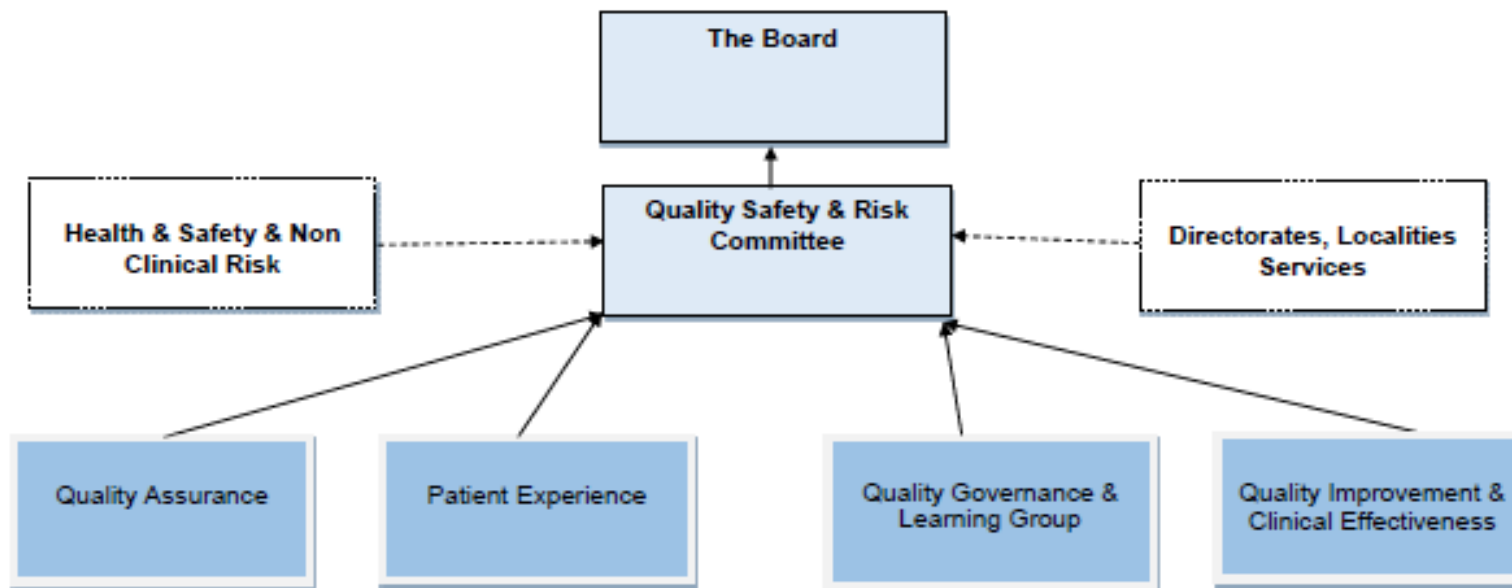 The Board
Quality Safety & Risk
Committee
Health & Safety & Non
Clinical Risk
Directorates, Localities
Services
Quality Assurance
Patient Experience
Quality Governance &
Learning Group
Quality Improvement &
Clinical Effectiveness